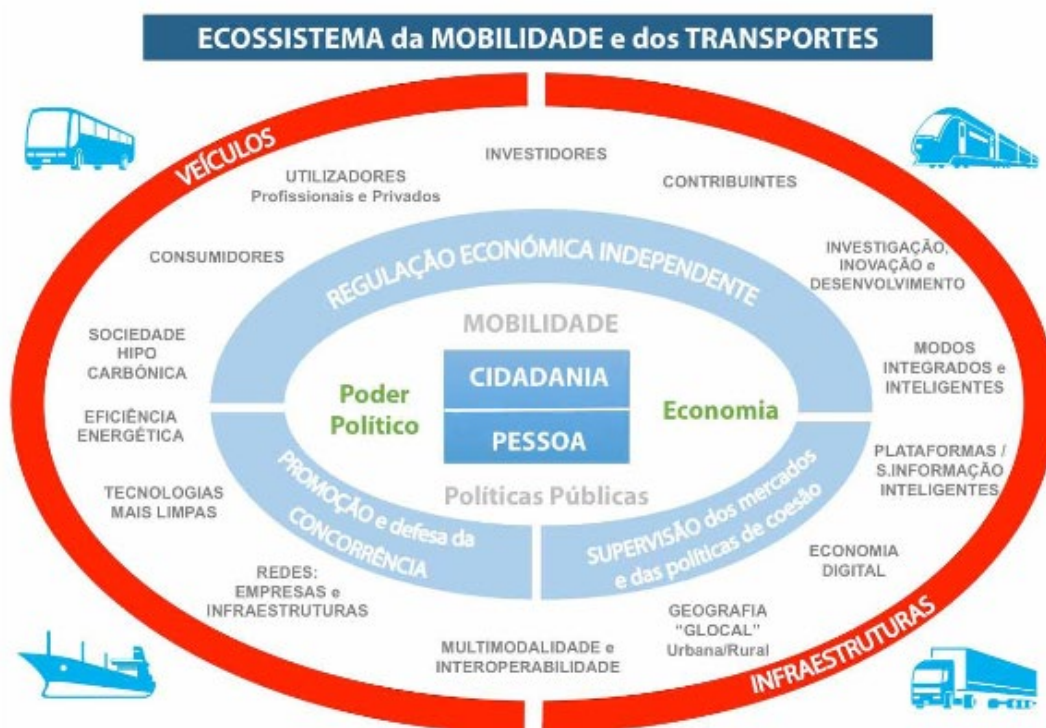 ECOSSISTEMA da MOBILIDADE e dos TRANSPORTES
VEÍCULOS
INVESTIDORES
UTILIZADORES
Profissionais e Privados
CONTRIBUINTES
CONSUMIDORES
REGULAÇÃO ECONÓMICA INDEPENDENTE
INVESTIGAÇÃO,
INOVAÇÃO e
DESENVOLVIMENTO
SOCIEDADE
HIPO
CARBÓNICA
MOBILIDADE
MODOS
INTEGRADOS e
INTELIGENTES
CIDADANIA
Poder
Político
Economia
EFICIÊNCIA
ENERGÉTICA
PESSOA
PLATAFORMAS /
S.INFORMAÇÃO
INTELIGENTES
Políticas Públicas
TECNOLOGIAS
MAIS LIMPAS
PROMOÇÃO e defesa da
CONCORRÊNCIA
SUPERVISÃO dos mercados
e das políticas de coesão
ECONOMIA
DIGITAL
REDES:
EMPRESAS e
INFRAESTRUTURAS
GEOGRAFIA
“GLOCAL”
Urbana/Rural
MULTIMODALIDADE e
INTEROPERABILIDADE
INFRAESTRUTURAS